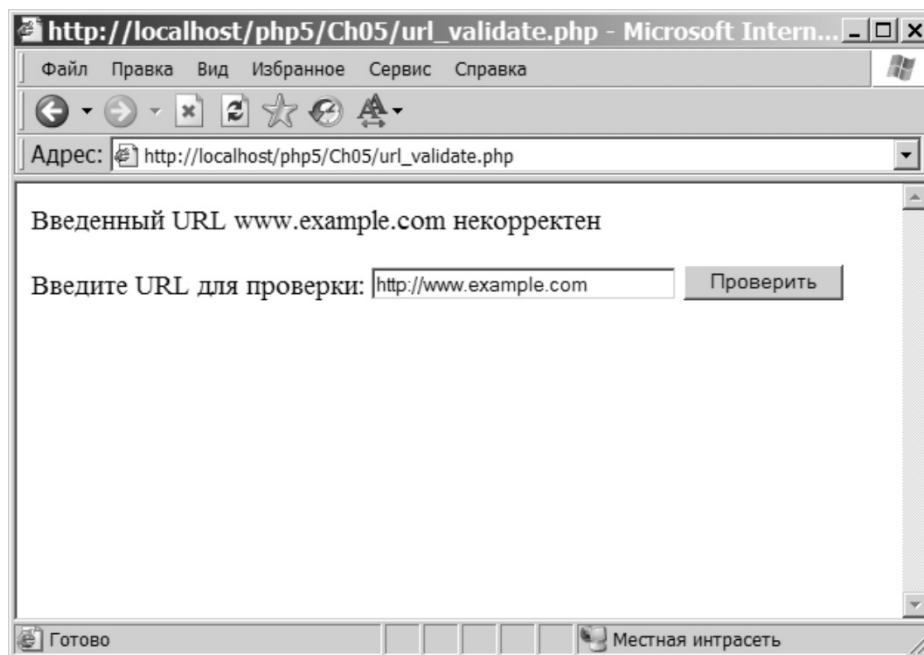 http://localhost/php5/Ch05/url_validate.php - Microsoft Intern...
Файл Правка Вид Избранное Сервис Справка
Адрес: http://localhost/php5/Ch05/url_validate.php
Введенный URL www.example.com некорректен
Введите URL для проверки: http://www.example.com Проверить
Готово Местная интрасеть